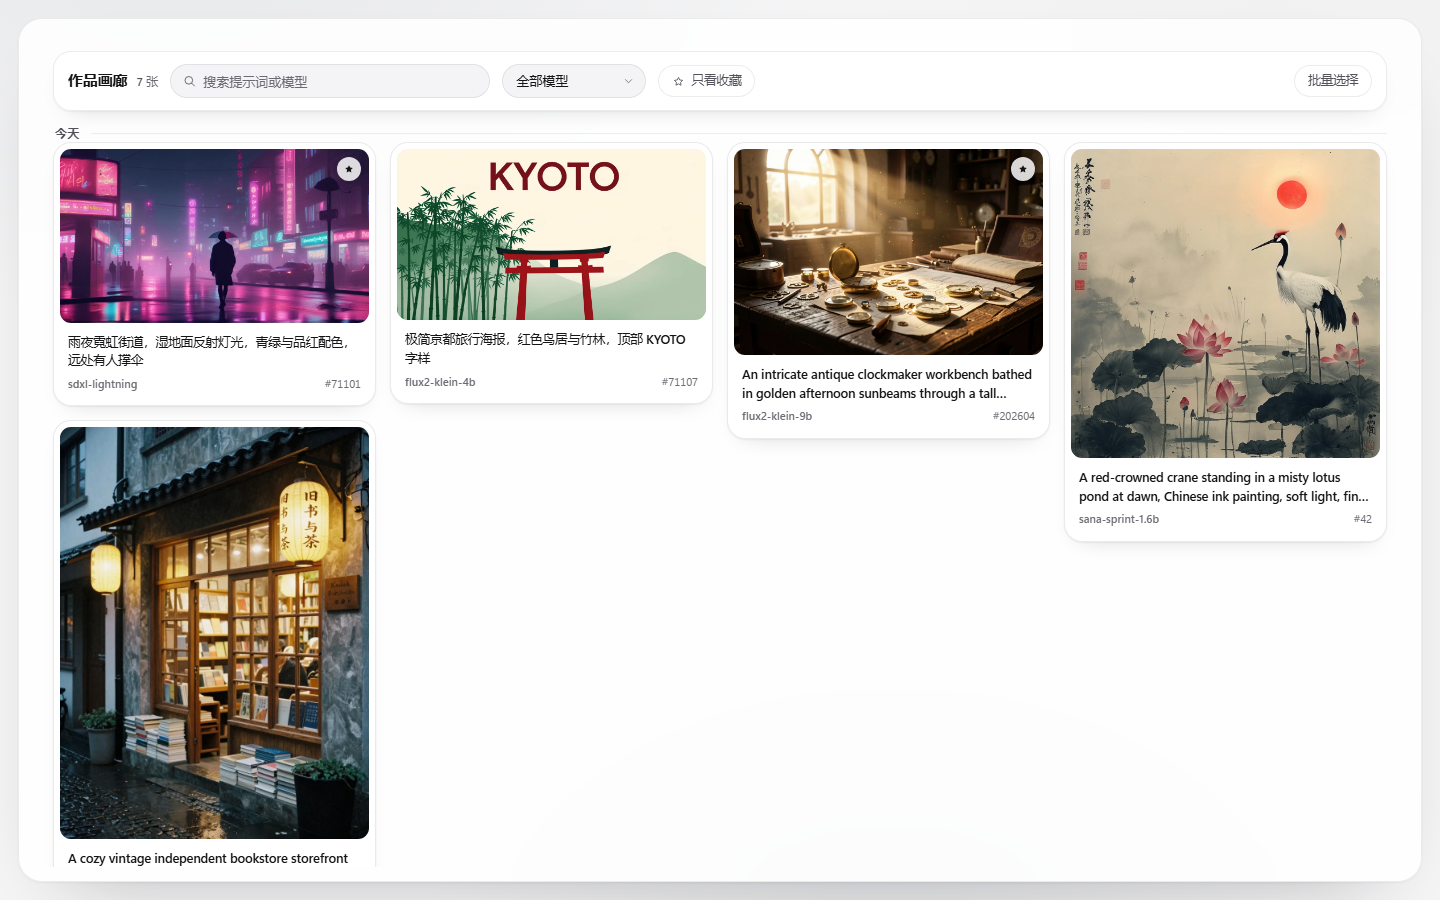 作品画廊
7 张
搜索提示词或模型
全部模型
只看收藏
批量选择
今天
雨夜霓虹街道，湿地面反射灯光，青绿与品红配色，
远处有人撑伞
sdxl-lightning
#71101
KYOTO
极简京都旅行海报，红色鸟居与竹林，顶部 KYOTO
字样
flux2-klein-4b
#71107
An intricate antique clockmaker workbench bathed
in golden afternoon sunbeams through a tall...
flux2-klein-9b
#202604
A red-crowned crane standing in a misty lotus
pond at dawn, Chinese ink painting, soft light, fin...
sana-sprint-1.6b
#42
旧书与茶
A cozy vintage independent bookstore storefront